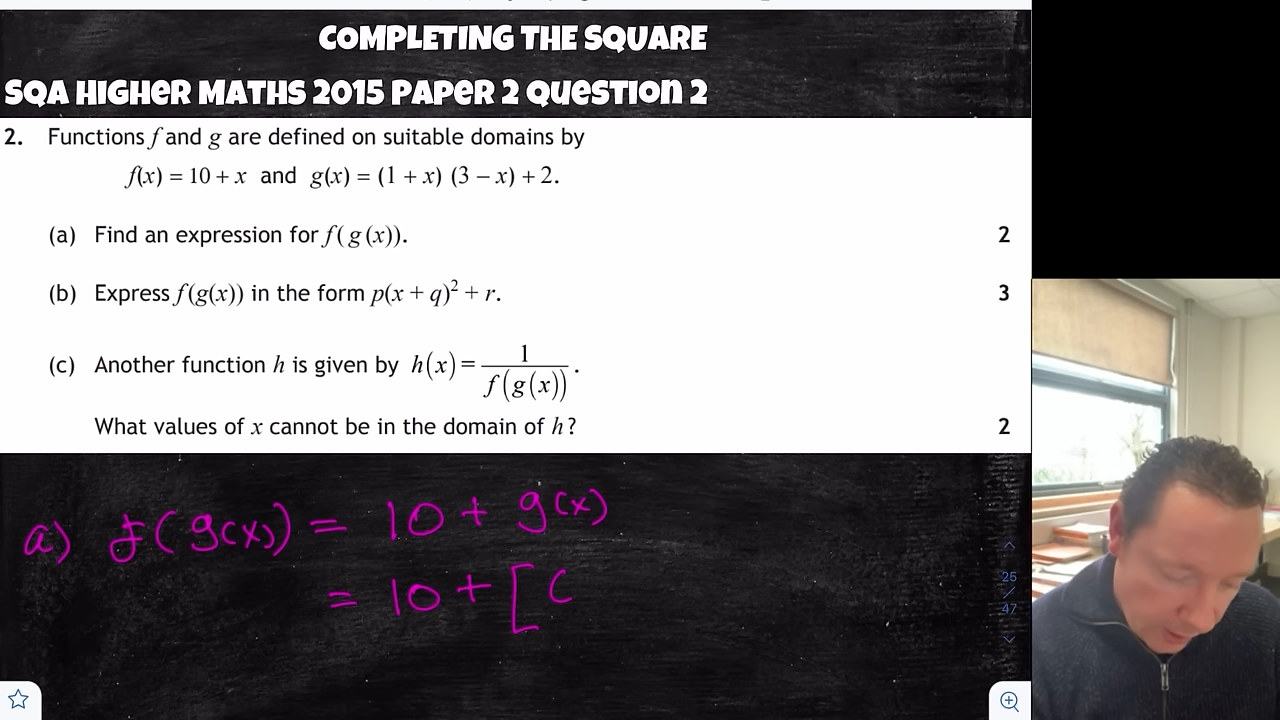 COMPLETING THE SQUARE
SQA Higher Maths 2015 Paper 2 Question 2
2. Functions f and g are defined on suitable domains by
f(x) = 10 + x and g(x) = (1 + x) (3 − x) + 2.
(a) Find an expression for f(g(x)). 2
(b) Express f(g(x)) in the form p(x + q)² + r. 3
(c) Another function h is given by h(x) = 1 / f(g(x)).
What values of x cannot be in the domain of h? 2
a) f(g(x)) = 10 + g(x)
= 10 + [ (
25
/
47